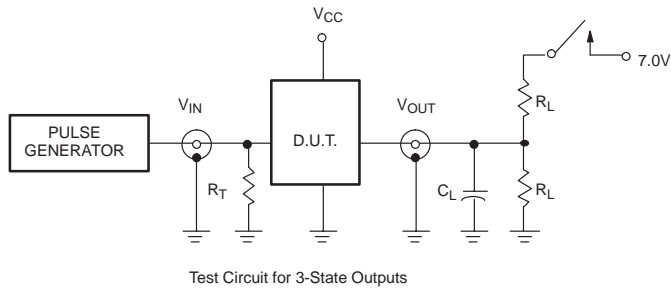 VCC
7.0V
RL
VIN
VOUT
PULSE
GENERATOR
D.U.T.
RT
CL
RL
Test Circuit for 3-State Outputs